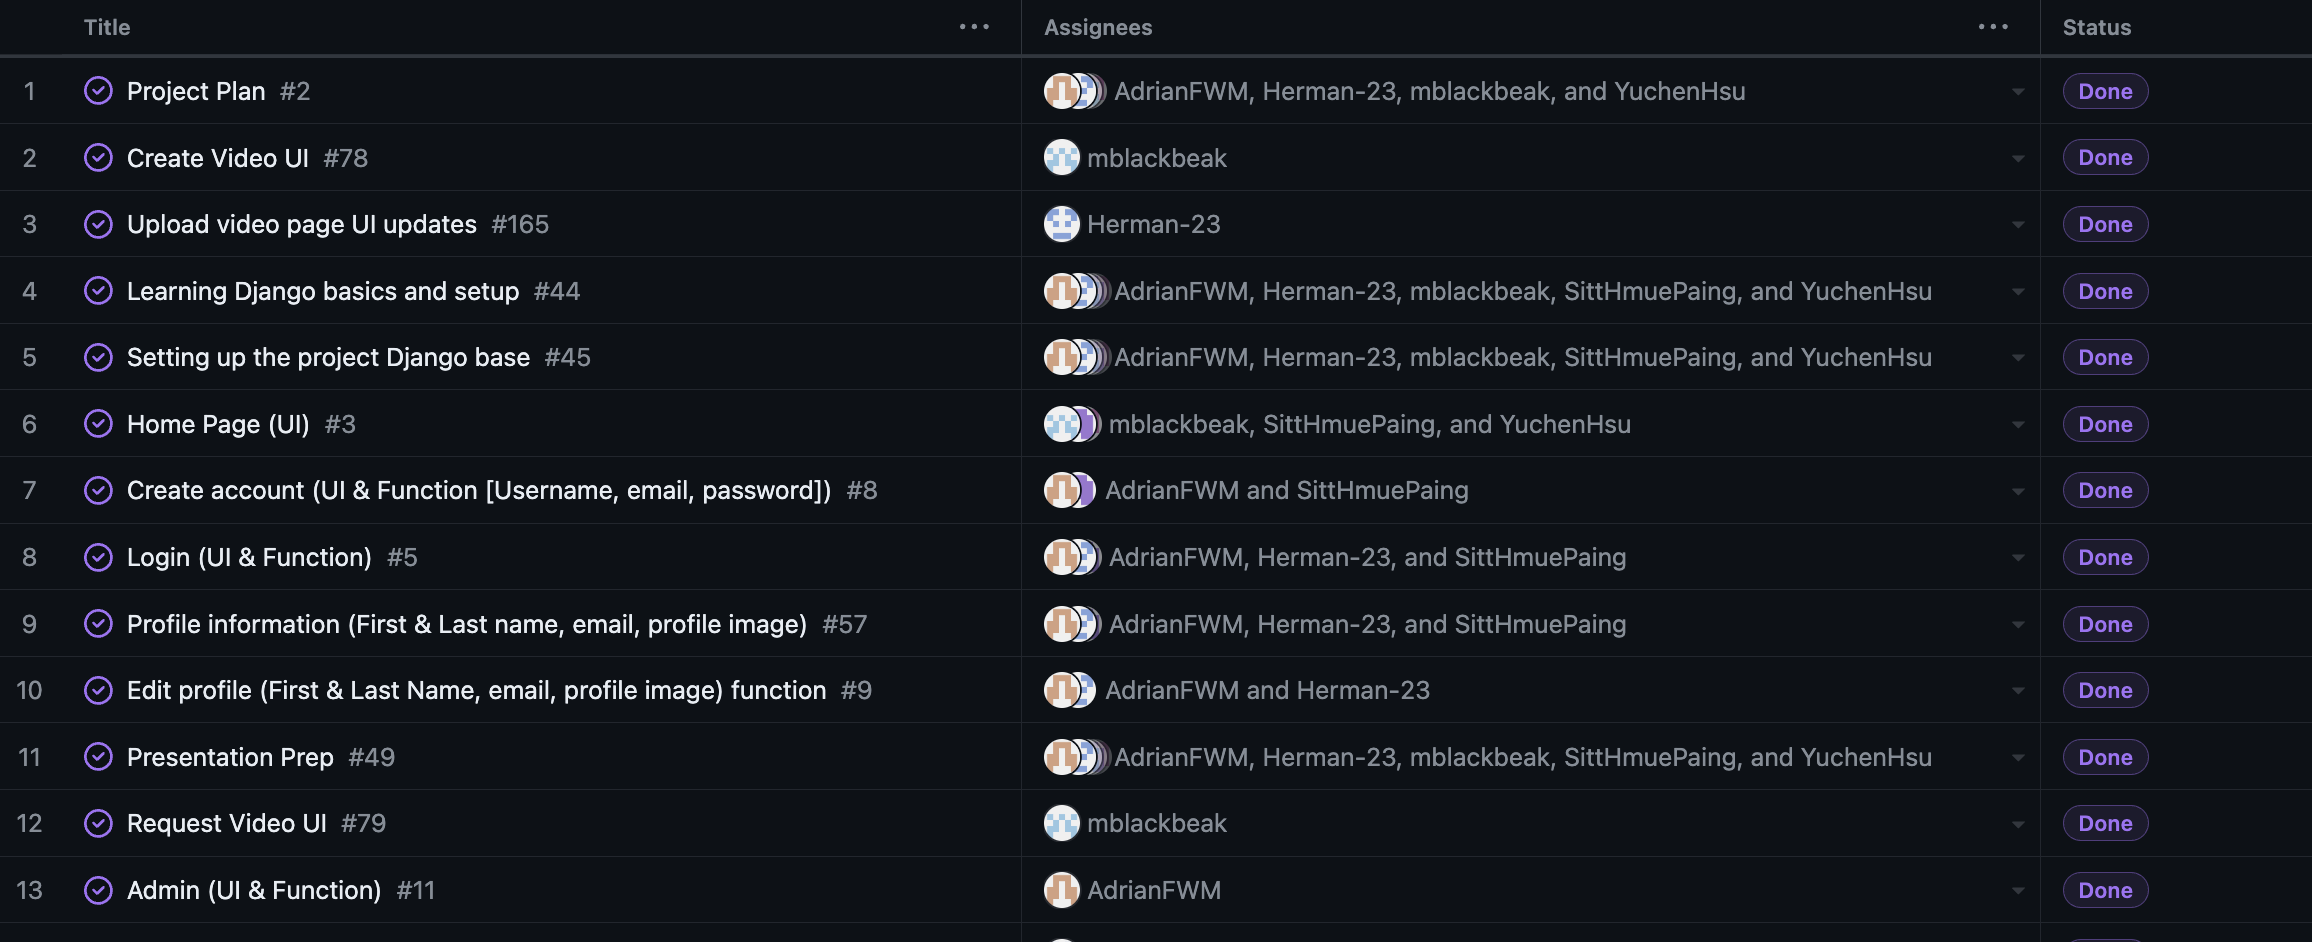 Title ... Assignees ... Status
1 Project Plan #2 AdrianFWM, Herman-23, mblackbeak, and YuchenHsu Done
2 Create Video UI #78 mblackbeak Done
3 Upload video page UI updates #165 Herman-23 Done
4 Learning Django basics and setup #44 AdrianFWM, Herman-23, mblackbeak, SittHmuePaing, and YuchenHsu Done
5 Setting up the project Django base #45 AdrianFWM, Herman-23, mblackbeak, SittHmuePaing, and YuchenHsu Done
6 Home Page (UI) #3 mblackbeak, SittHmuePaing, and YuchenHsu Done
7 Create account (UI & Function [Username, email, password]) #8 AdrianFWM and SittHmuePaing Done
8 Login (UI & Function) #5 AdrianFWM, Herman-23, and SittHmuePaing Done
9 Profile information (First & Last name, email, profile image) #57 AdrianFWM, Herman-23, and SittHmuePaing Done
10 Edit profile (First & Last Name, email, profile image) function #9 AdrianFWM and Herman-23 Done
11 Presentation Prep #49 AdrianFWM, Herman-23, mblackbeak, SittHmuePaing, and YuchenHsu Done
12 Request Video UI #79 mblackbeak Done
13 Admin (UI & Function) #11 AdrianFWM Done